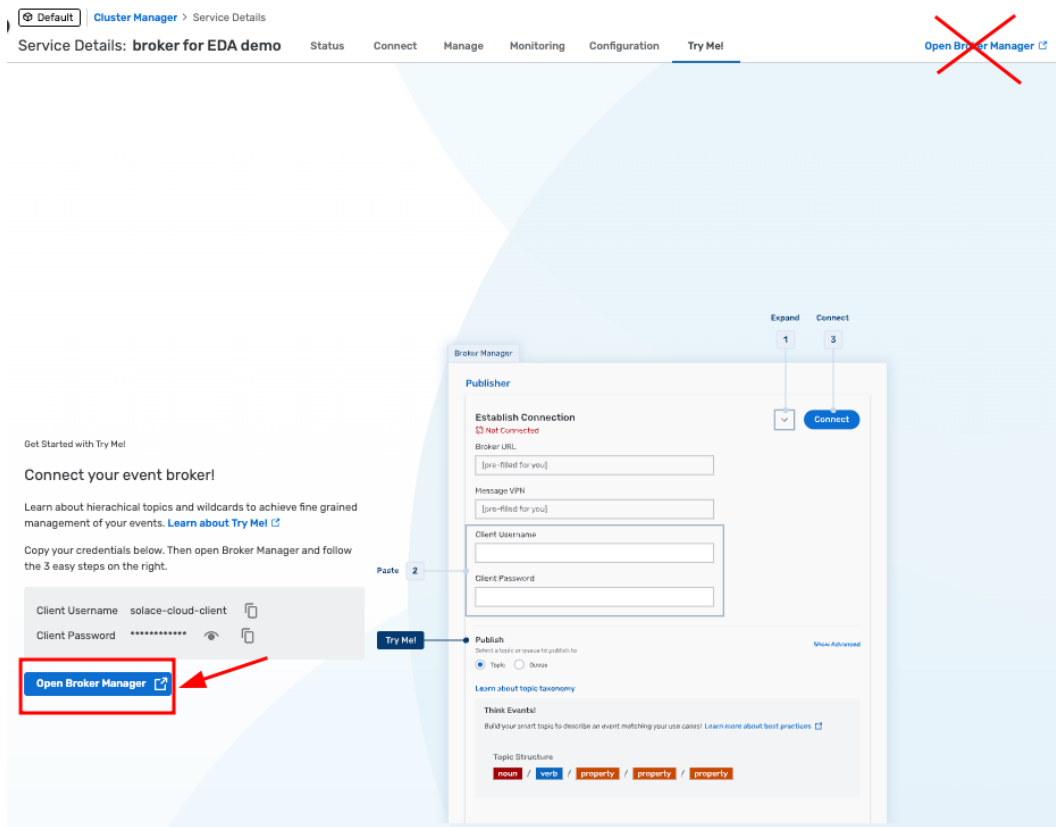 Default Cluster Manager > Service Details
Service Details: broker for EDA demo Status Connect Manage Monitoring Configuration Try Me! Open Broker Manager
Expand Connect
1 3
Broker Manager
Publisher
Establish Connection Connect
Not Connected
Broker URL
[pre-filled for you]
Message VPN
[pre-filled for you]
Client Username
Paste 2
Client Password
Try Me! Publish Show Advanced
Select a topic or queue to publish to
Topic Queue
Learn about topic taxonomy
Think Events!
Build your smart topic to describe an event matching your use cases! Learn more about best practices
Topic Structure
noun / verb / property / property / property
Get Started with Try Me!
Connect your event broker!
Learn about hierachical topics and wildcards to achieve fine grained
management of your events. Learn about Try Me!
Copy your credentials below. Then open Broker Manager and follow
the 3 easy steps on the right.
Client Username solace-cloud-client
Client Password ************
Open Broker Manager